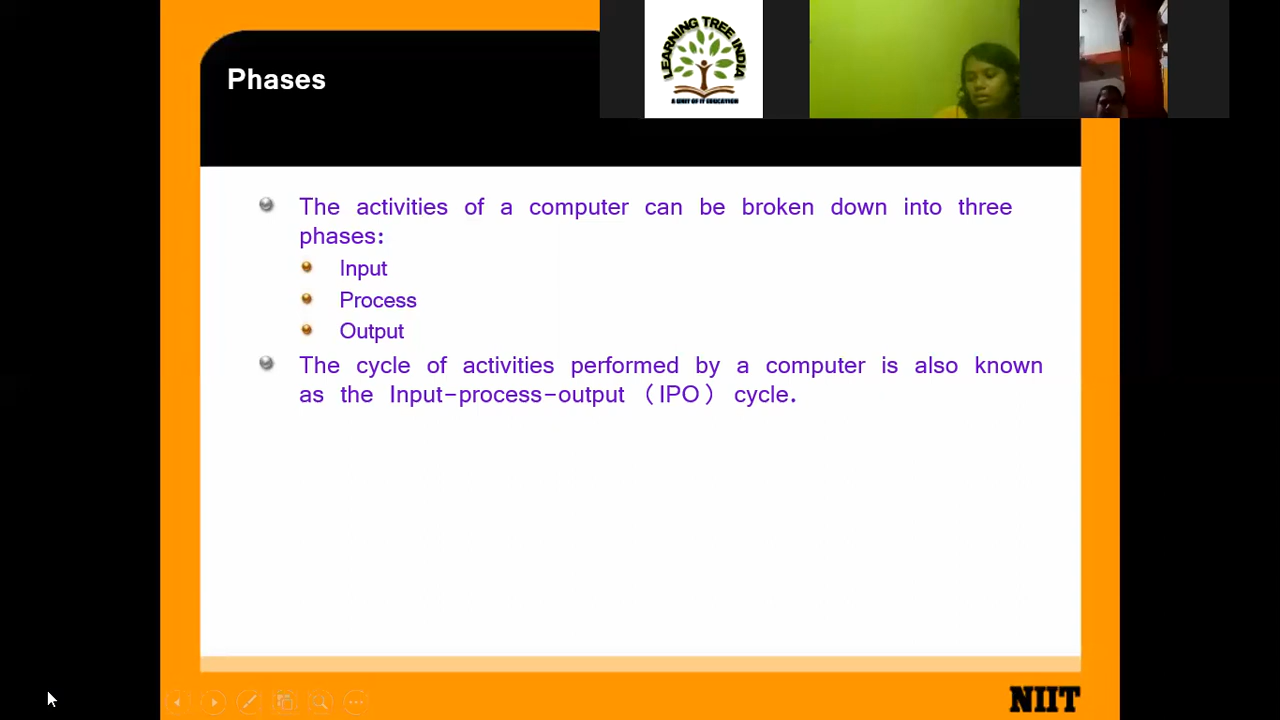 Phases
LEARNING TREE INDIA
A UNIT OF IT EDUCATION
The activities of a computer can be broken down into three
phases:
Input
Process
Output
The cycle of activities performed by a computer is also known
as the Input-process-output (IPO) cycle.
NIIT